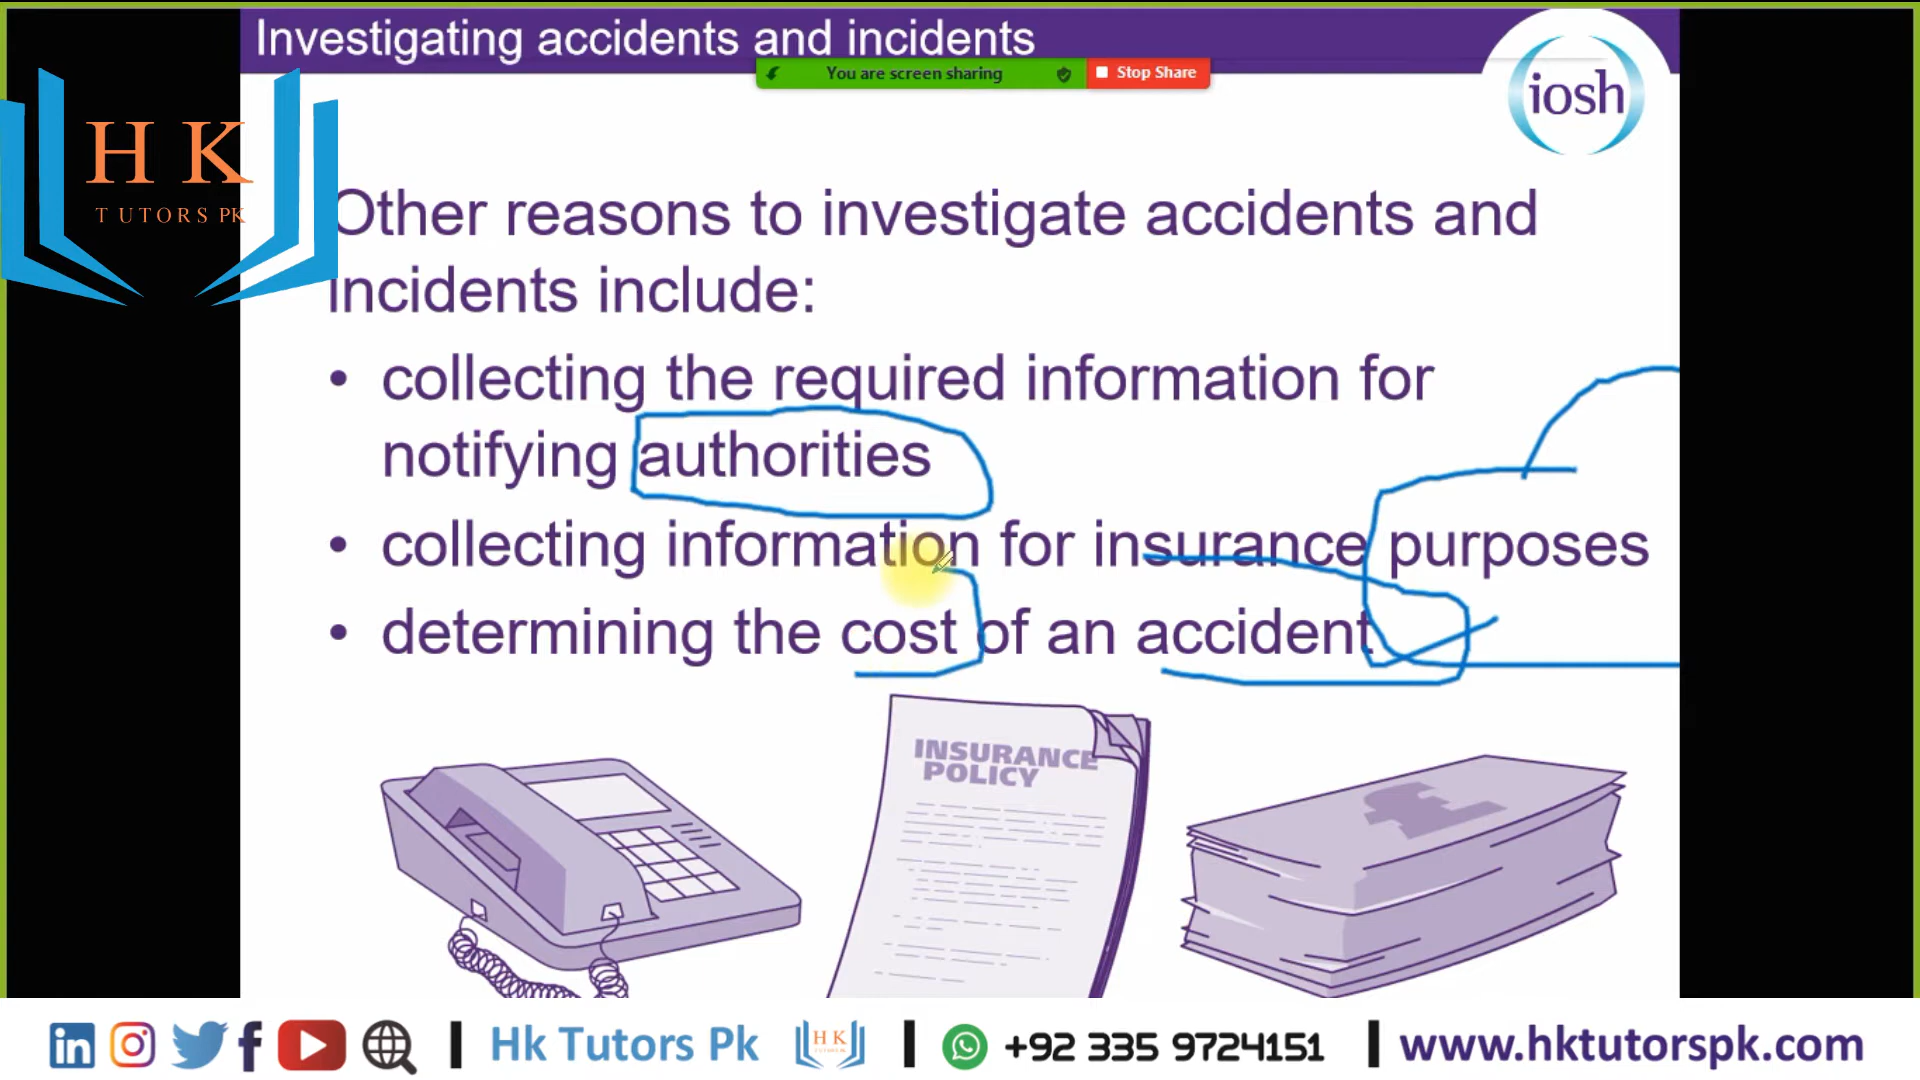 Investigating accidents and incidents
You are screen sharing
Stop Share
iosh
H K
TUTORS PK
Other reasons to investigate accidents and
incidents include:
• collecting the required information for
notifying authorities
• collecting information for insurance purposes
• determining the cost of an accident
INSURANCE
POLICY
Hk Tutors Pk
H K
+92 335 9724151
www.hktutorspk.com